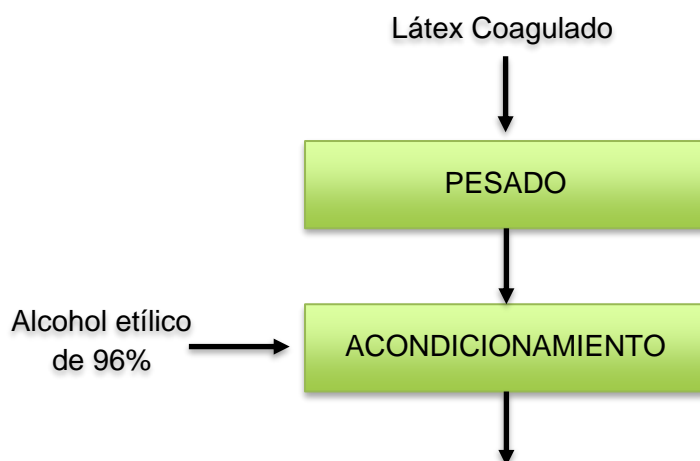 Látex Coagulado
PESADO
Alcohol etílico
de 96%
ACONDICIONAMIENTO